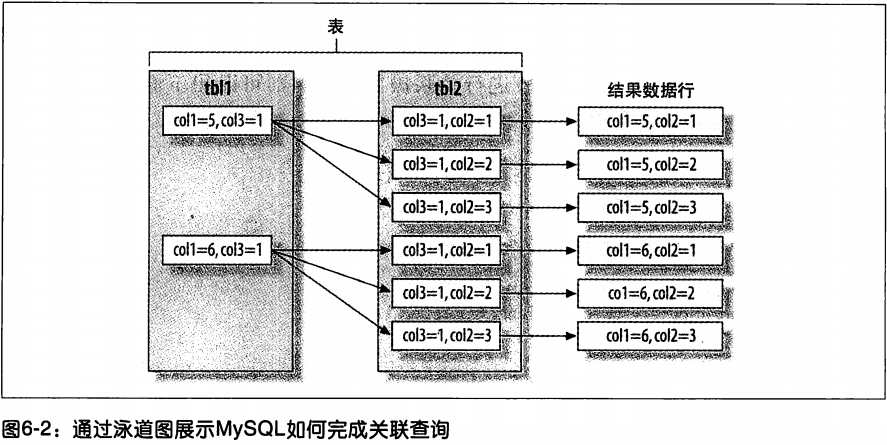 表
tbl1
tbl2
结果数据行
col1=5, col3=1
col3=1, col2=1
col1=5, col2=1
col3=1, col2=2
col1=5, col2=2
col3=1, col2=3
col1=5, col2=3
col1=6, col3=1
col3=1, col2=1
col1=6, col2=1
col3=1, col2=2
co1=6, col2=2
col3=1, col2=3
col1=6, col2=3
图6-2：通过泳道图展示MySQL如何完成关联查询